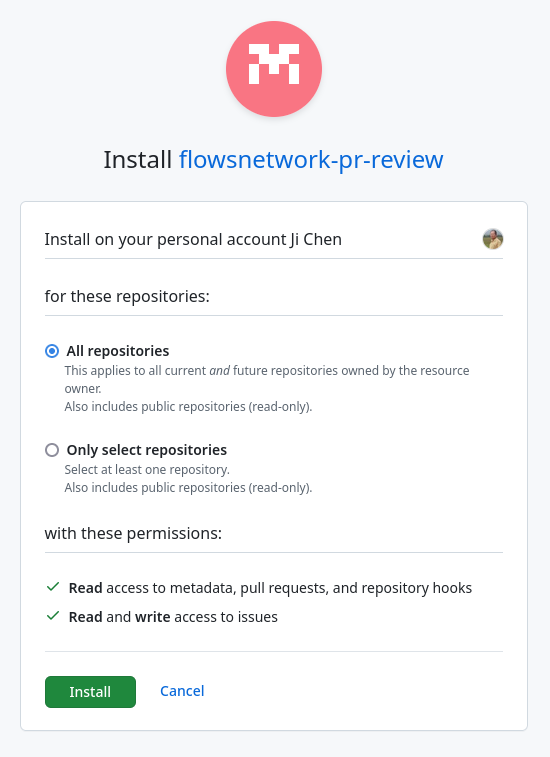 Install flowsnetwork-pr-review
Install on your personal account Ji Chen
for these repositories:
All repositories
This applies to all current and future repositories owned by the resource
owner.
Also includes public repositories (read-only).
Only select repositories
Select at least one repository.
Also includes public repositories (read-only).
with these permissions:
Read access to metadata, pull requests, and repository hooks
Read and write access to issues
Install Cancel